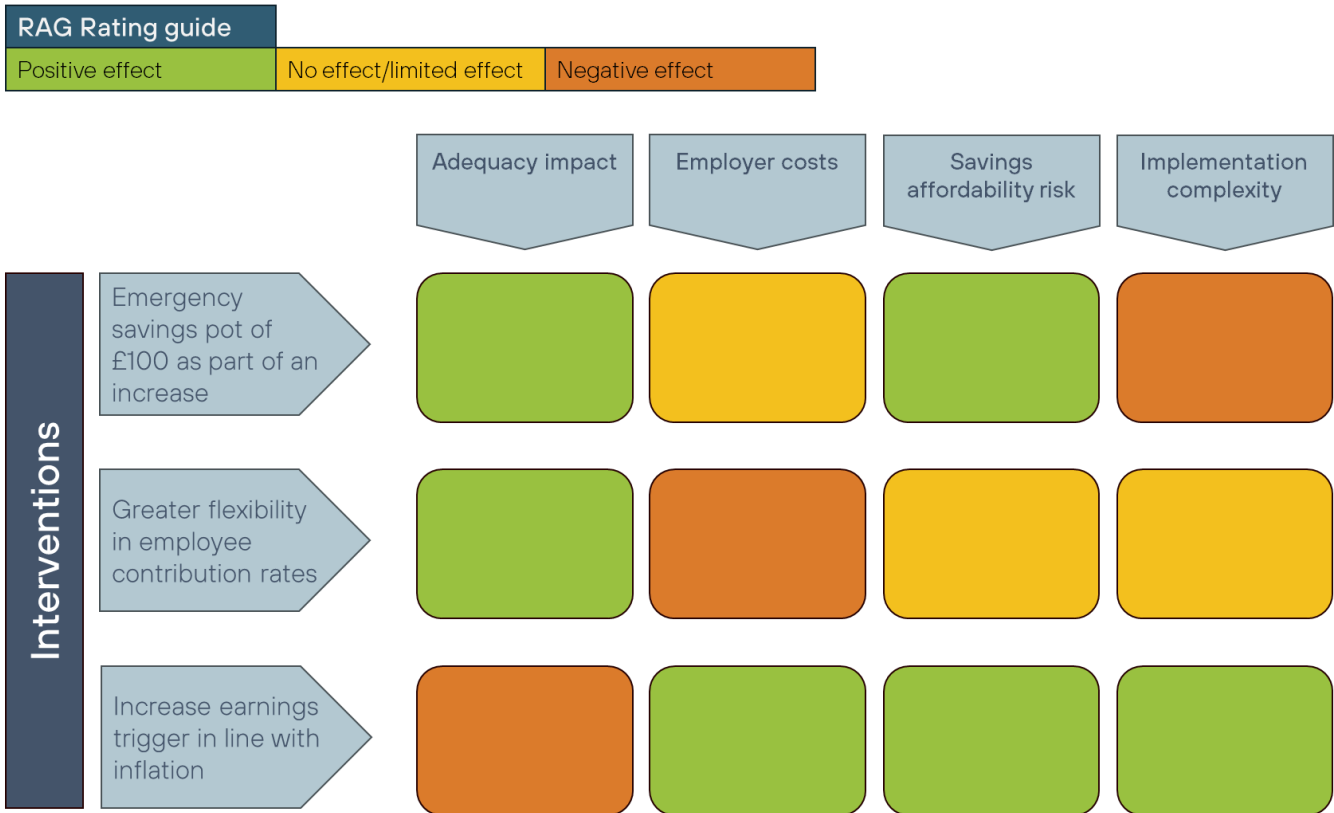 RAG Rating guide
Positive effect
No effect/limited effect
Negative effect
Adequacy impact
Employer costs
Savings
affordability risk
Implementation
complexity
Interventions
Emergency
savings pot of
£100 as part of an
increase
Greater flexibility
in employee
contribution rates
Increase earnings
trigger in line with
inflation